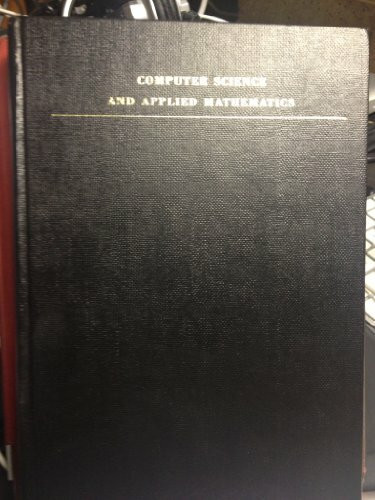 COMPUTER SCIENCE
AND APPLIED MATHEMATICS